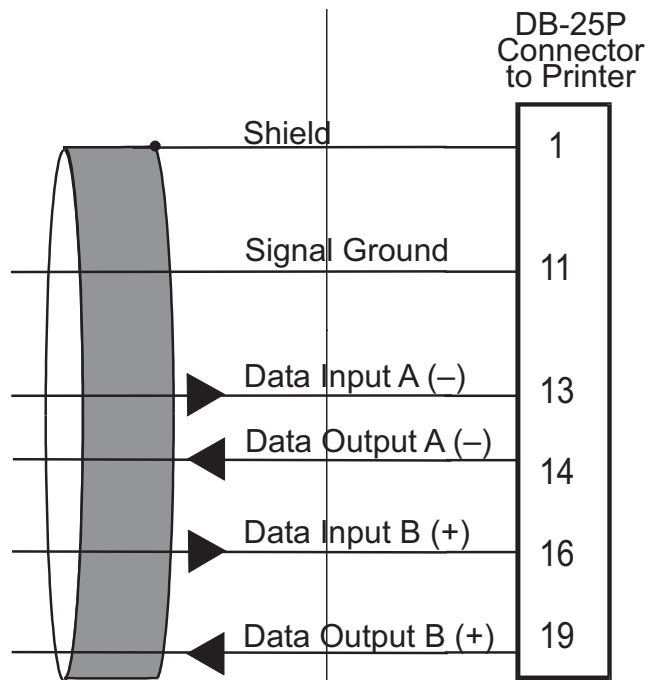 DB-25P
Connector
to Printer
Shield 1
Signal Ground 11
Data Input A (–) 13
Data Output A (–) 14
Data Input B (+) 16
Data Output B (+) 19